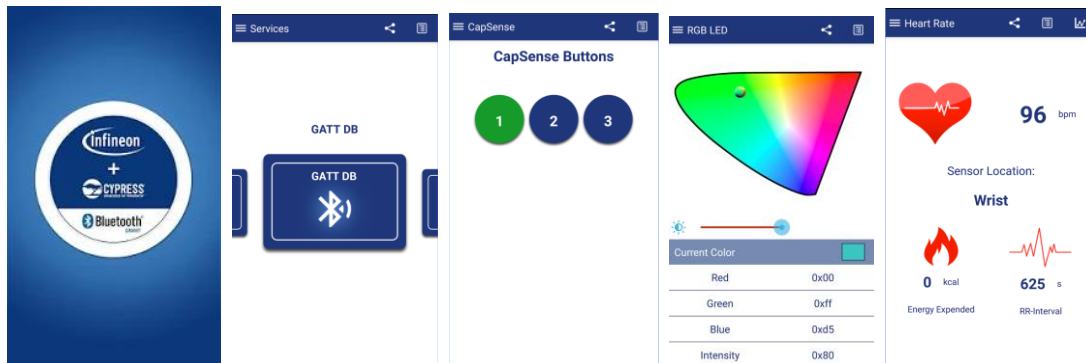 Infineon
+
CYPRESS
Bluetooth
Services
GATT DB
GATT DB
CapSense
CapSense Buttons
1 2 3
RGB LED
Current Color
Red 0x00
Green 0xff
Blue 0xd5
Intensity 0x80
Heart Rate
96 bpm
Sensor Location:
Wrist
0 kcal
625 s
Energy Expended
RR-Interval